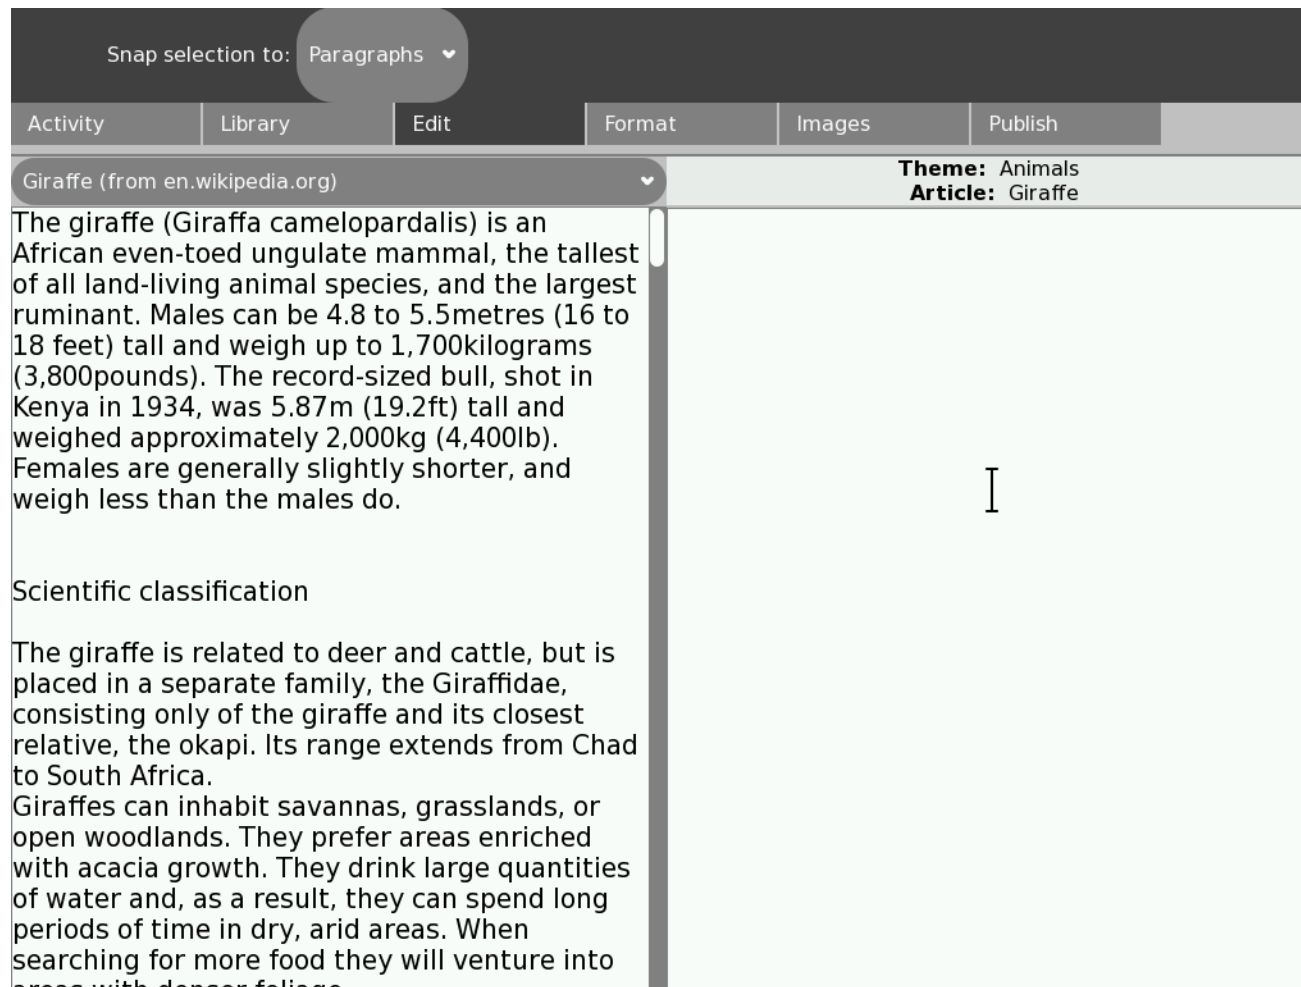 Snap selection to: Paragraphs
Activity Library Edit Format Images Publish
Giraffe (from en.wikipedia.org)
Theme: Animals
Article: Giraffe
The giraffe (Giraffa camelopardalis) is an
African even-toed ungulate mammal, the tallest
of all land-living animal species, and the largest
ruminant. Males can be 4.8 to 5.5metres (16 to
18 feet) tall and weigh up to 1,700kilograms
(3,800pounds). The record-sized bull, shot in
Kenya in 1934, was 5.87m (19.2ft) tall and
weighed approximately 2,000kg (4,400lb).
Females are generally slightly shorter, and
weigh less than the males do.
Scientific classification
The giraffe is related to deer and cattle, but is
placed in a separate family, the Giraffidae,
consisting only of the giraffe and its closest
relative, the okapi. Its range extends from Chad
to South Africa.
Giraffes can inhabit savannas, grasslands, or
open woodlands. They prefer areas enriched
with acacia growth. They drink large quantities
of water and, as a result, they can spend long
periods of time in dry, arid areas. When
searching for more food they will venture into
areas with denser foliage.